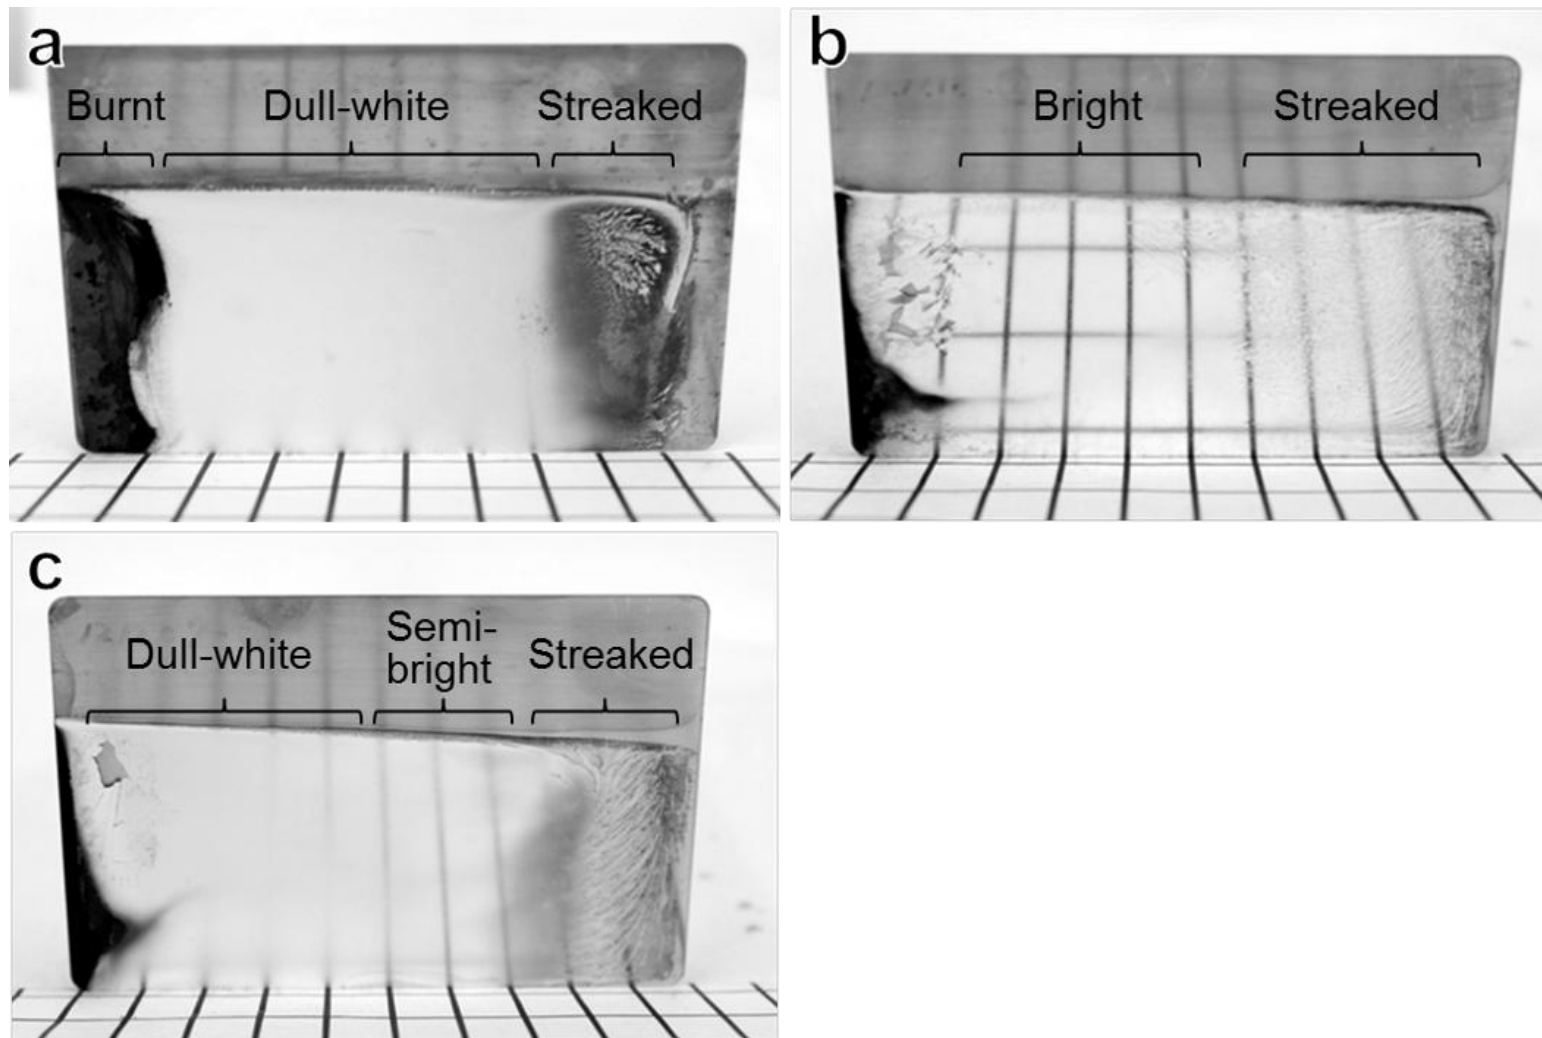 a
Burnt Dull-white Streaked
b
Bright Streaked
c
Dull-white Semi-
bright Streaked